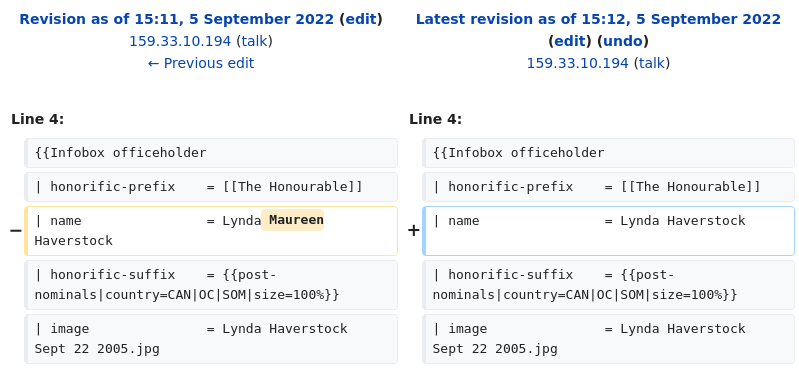 Revision as of 15:11, 5 September 2022 (edit)
159.33.10.194 (talk)
← Previous edit
Latest revision as of 15:12, 5 September 2022
(edit) (undo)
159.33.10.194 (talk)
Line 4:
Line 4:
{{Infobox officeholder
{{Infobox officeholder
| honorific-prefix    = [[The Honourable]]
| honorific-prefix    = [[The Honourable]]
− | name                = Lynda Maureen
Haverstock
+ | name                = Lynda Haverstock
| honorific-suffix    = {{post-
nominals|country=CAN|OC|SOM|size=100%}}
| honorific-suffix    = {{post-
nominals|country=CAN|OC|SOM|size=100%}}
| image               = Lynda Haverstock
Sept 22 2005.jpg
| image               = Lynda Haverstock
Sept 22 2005.jpg